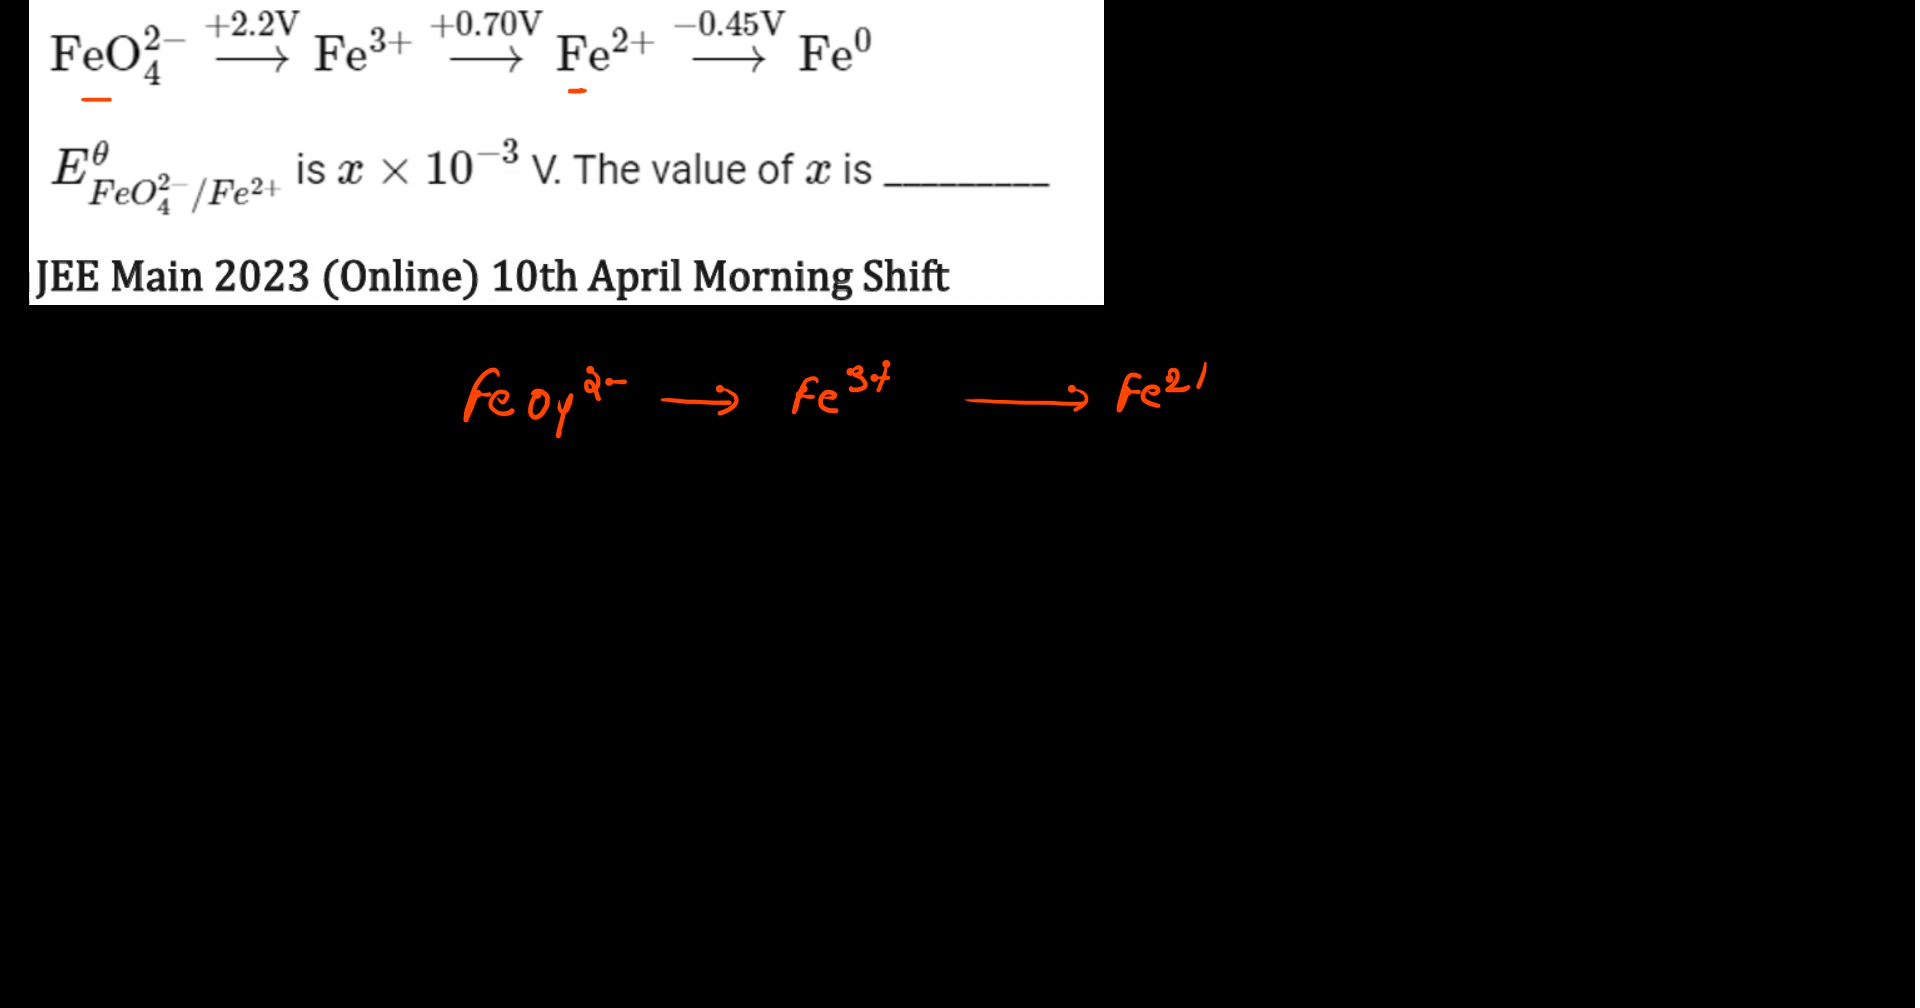 FeO₄²⁻ +2.2V⟶ Fe³⁺ +0.70V⟶ Fe²⁺ −0.45V⟶ Fe⁰
E^θ_{FeO₄²⁻/Fe²⁺} is x × 10⁻³ V. The value of x is _________
JEE Main 2023 (Online) 10th April Morning Shift
FeO₄²⁻ ⟶ Fe³⁺ ⟶ Fe²⁺